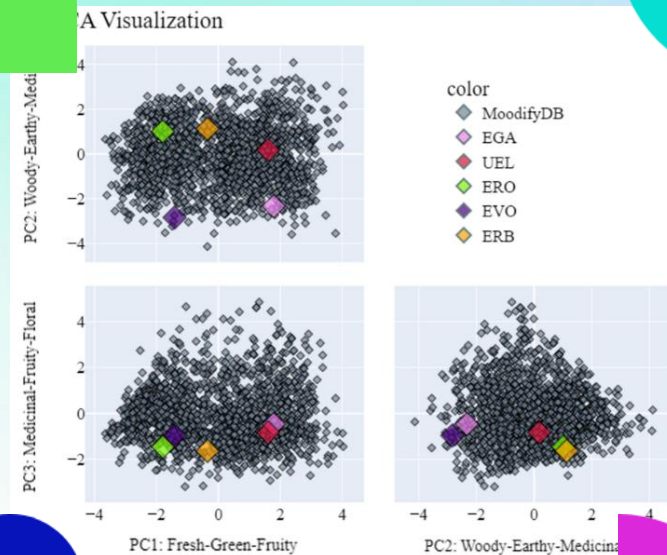 A Visualization
PC2: Woody-Earthy-Medi
4
2
0
−2
−4
color
MoodifyDB
EGA
UEL
ERO
EVO
ERB
PC3: Medicinal-Fruity-Floral
4
2
0
−2
−4 −2 0 2 4
PC1: Fresh-Green-Fruity
−4 −2 0 2 4
PC2: Woody-Earthy-Medicina